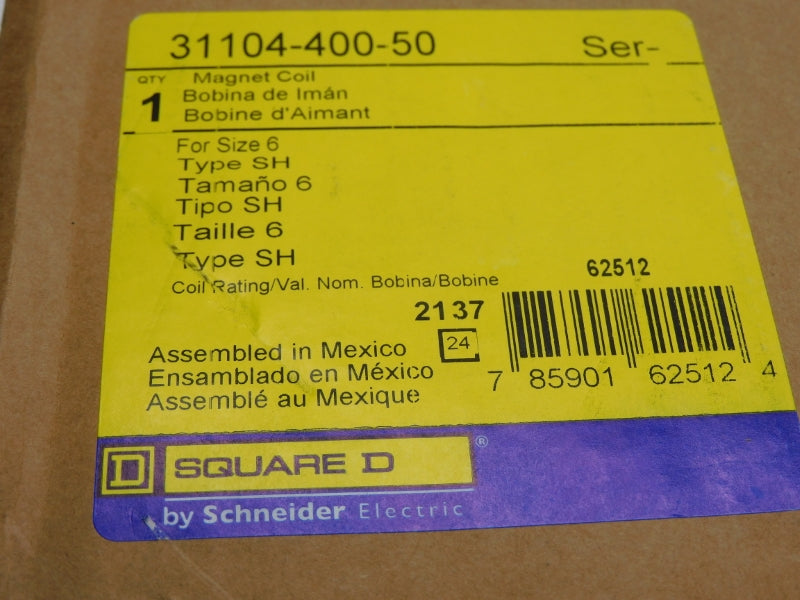 31104-400-50 Ser-
QTY
1
Magnet Coil
Bobina de Imán
Bobine d'Aimant
For Size 6
Type SH
Tamaño 6
Tipo SH
Taille 6
Type SH
Coil Rating/Val. Nom. Bobina/Bobine
62512
2137
24
Assembled in Mexico
Ensamblado en México
Assemblé au Mexique
7 85901 62512 4
D SQUARE D ®
by Schneider Electric